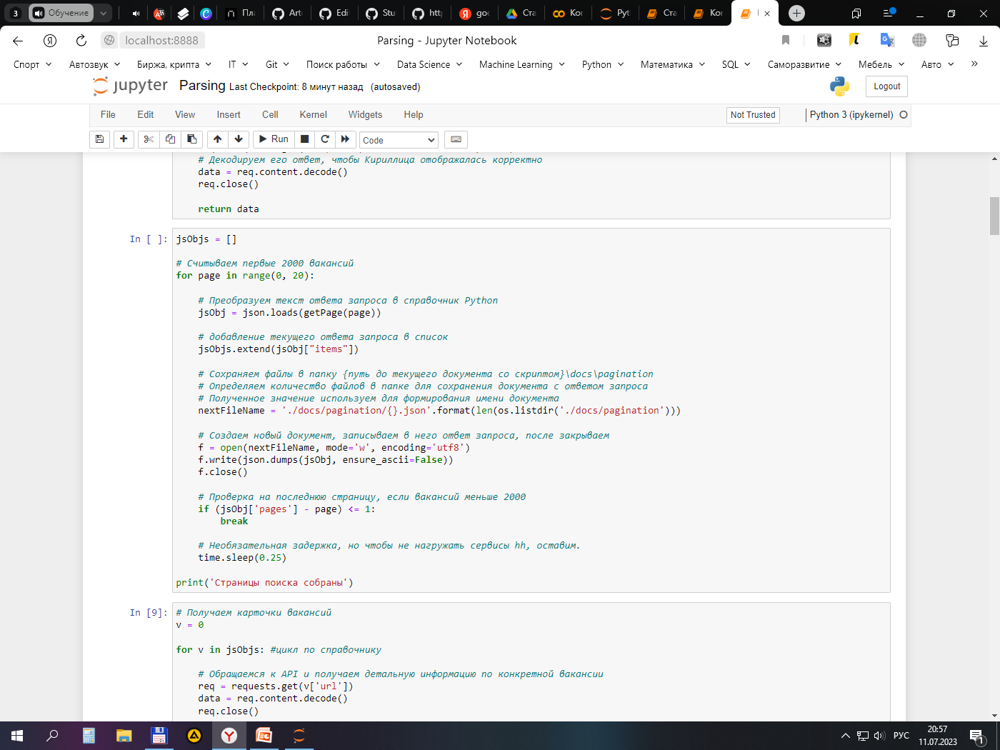 3 Обучение Пла Arte Edi Stu http goo Ста Кол Pyt Ста Кол
localhost:8888 Parsing - Jupyter Notebook
Спорт Автозвук Биржа, крипта IT Git Поиск работы Data Science Machine Learning Python Математика SQL Саморазвитие Мебель Авто »
jupyter Parsing Last Checkpoint: 8 минут назад (autosaved) Logout
File Edit View Insert Cell Kernel Widgets Help Not Trusted Python 3 (ipykernel)
Run Code
# Декодируем его ответ, чтобы Кириллица отображалась корректно
data = req.content.decode()
req.close()
return data
In [ ]: jsObjs = []
# Считываем первые 2000 вакансий
for page in range(0, 20):
# Преобразуем текст ответа запроса в справочник Python
jsObj = json.loads(getPage(page))
# добавление текущего ответа запроса в список
jsObjs.extend(jsObj["items"])
# Сохраняем файлы в папку {путь до текущего документа со скриптом}\docs\pagination
# Определяем количество файлов в папке для сохранения документа с ответом запроса
# Полученное значение используем для формирования имени документа
nextFileName = './docs/pagination/{}.json'.format(len(os.listdir('./docs/pagination')))
# Создаем новый документ, записываем в него ответ запроса, после закрываем
f = open(nextFileName, mode='w', encoding='utf8')
f.write(json.dumps(jsObj, ensure_ascii=False))
f.close()
# Проверка на последнюю страницу, если вакансий меньше 2000
if (jsObj['pages'] - page) <= 1:
break
# Необязательная задержка, но чтобы не нагружать сервисы hh, оставим.
time.sleep(0.25)
print('Страницы поиска собраны')
In [9]: # Получаем карточки вакансий
v = 0
for v in jsObjs: #цикл по справочнику
# Обращаемся к API и получаем детальную информацию по конкретной вакансии
req = requests.get(v['url'])
data = req.content.decode()
req.close()
РУС 20:57
11.07.2023 1